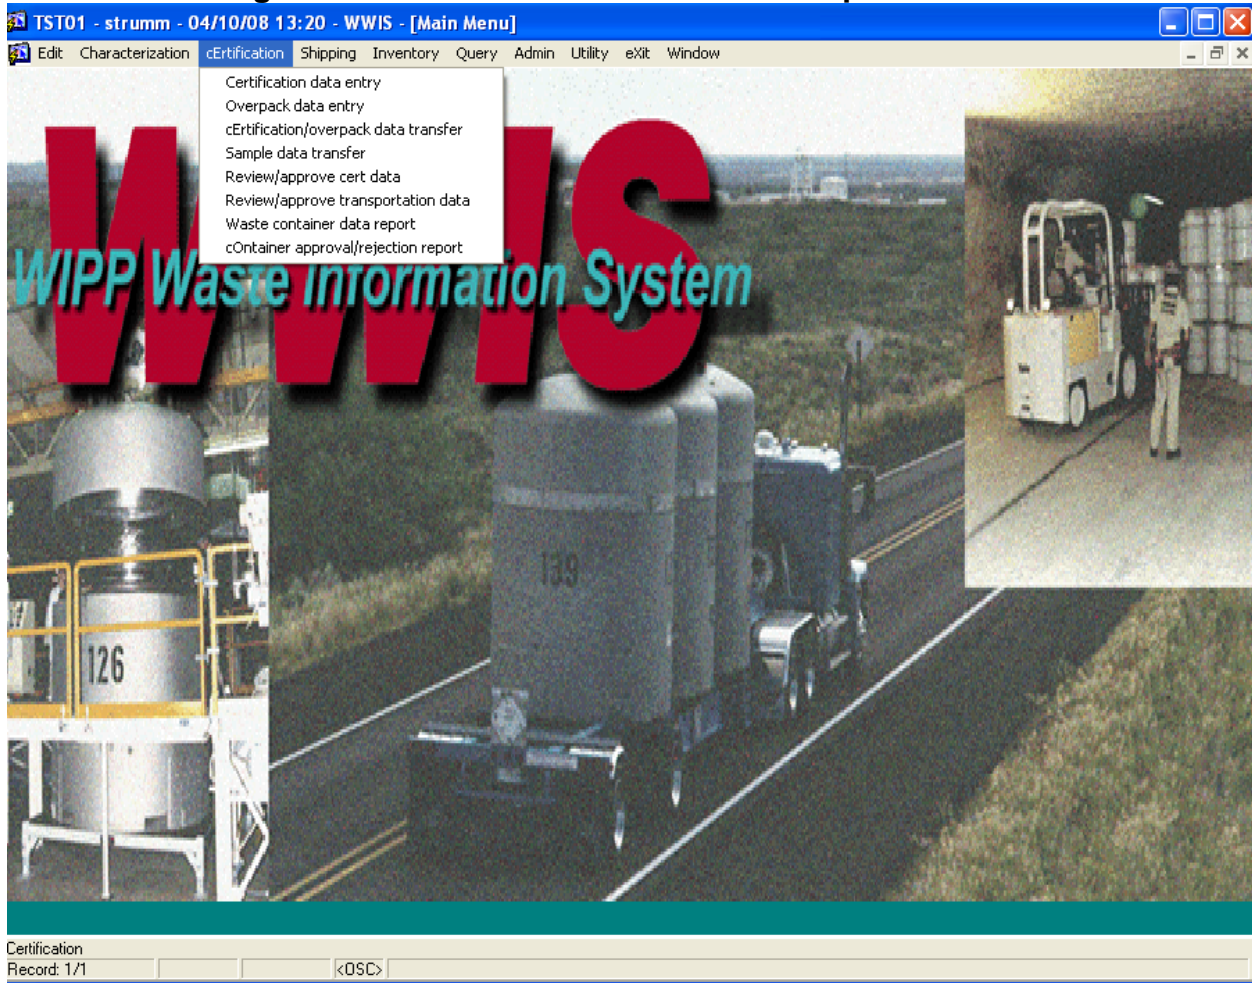 TST01 - strumm - 04/10/08 13:20 - WWIS - [Main Menu]
Edit Characterization cErtification Shipping Inventory Query Admin Utility eXit Window
Certification data entry
Overpack data entry
cErtification/overpack data transfer
Sample data transfer
Review/approve cert data
Review/approve transportation data
Waste container data report
cOntainer approval/rejection report
WWIS
WIPP Waste Information System
139
126
Certification
Record: 1/1 <OSC>